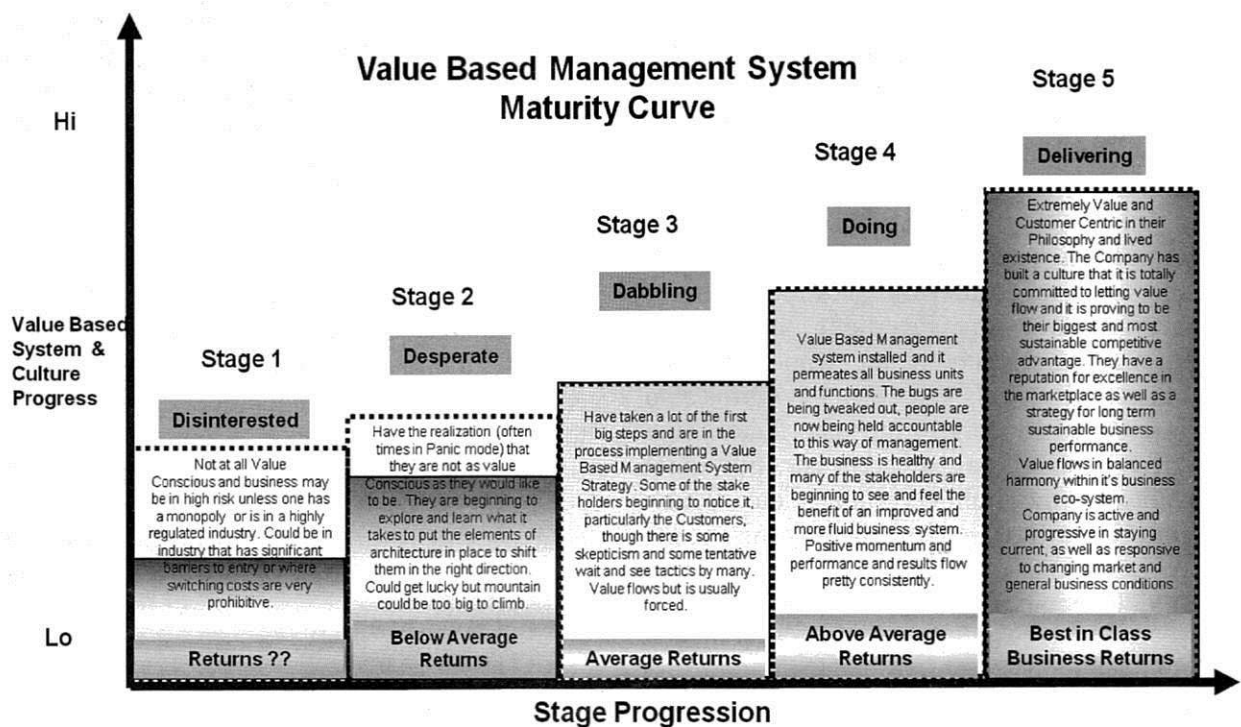 Value Based Management System
Maturity Curve
Hi
Value Based
System &
Culture
Progress
Lo
Stage 1
Disinterested
Not at all Value
Conscious and business may
be in high risk unless one has
a monopoly or is in a highly
regulated industry. Could be in
industry that has significant
barriers to entry or where
switching costs are very
prohibitive.
Returns ??
Stage 2
Desperate
Have the realization (often
times in Panic mode) that
they are not as value
Conscious as they would like
to be. They are beginning to
explore and learn what it
takes to put the elements of
architecture in place to shift
them in the right direction.
Could get lucky but mountain
could be too big to climb.
Below Average
Returns
Stage 3
Dabbling
Have taken a lot of the first
big steps and are in the
process implementing a Value
Based Management System
Strategy. Some of the stake
holders beginning to notice it,
particularly the Customers,
though there is some
skepticism and some tentative
wait and see tactics by many.
Value flows but is usually
forced.
Average Returns
Stage 4
Doing
Value Based Management
system installed and it
permeates all business units
and functions. The bugs are
being tweaked out, people are
now being held accountable
to this way of management.
The business is healthy and
many of the stakeholders are
beginning to see and feel the
benefit of an improved and
more fluid business system.
Positive momentum and
performance and results flow
pretty consistently.
Above Average
Returns
Stage 5
Delivering
Extremely Value and
Customer Centric in their
Philosophy and lived
existence. The Company has
built a culture that it is totally
committed to letting value
flow and it is proving to be
their biggest and most
sustainable competitive
advantage. They have a
reputation for excellence in
the marketplace as well as a
strategy for long term
sustainable business
performance.
Value flows in balanced
harmony within it's business
eco-system.
Company is active and
progressive in staying
current, as well as responsive
to changing market and
general business conditions
Best in Class
Business Returns
Stage Progression